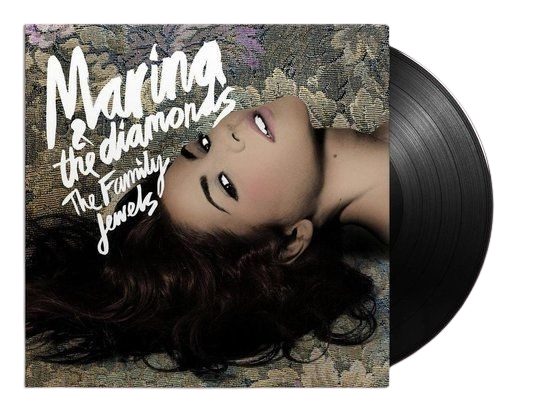 Marina
& 
the diamonds
The Family
Jewels